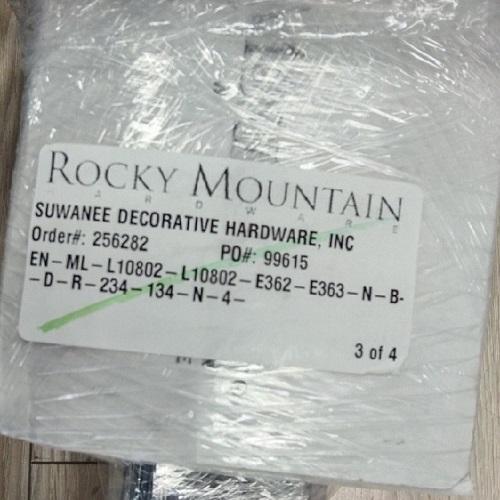 ROCKY MOUNTAIN
HARDWARE
SUWANEE DECORATIVE HARDWARE, INC
Order#: 256282 PO#: 99615
EN-ML-L10802-L10802-E362-E363-N-B-
-D-R-234-134-N-4-
3 of 4